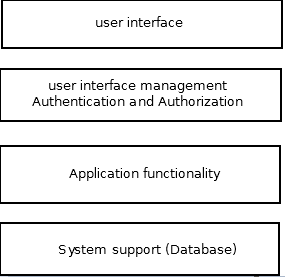 user interface
user interface management
Authentication and Authorization
Application functionality
System support (Database)